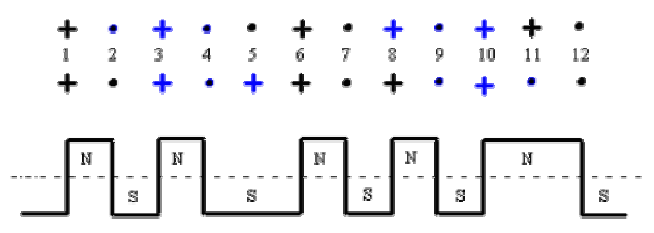 + • + • • + • + • + + •
1 2 3 4 5 6 7 8 9 10 11 12
+ • + • + + • + • + • •
N N N N N
S S S S S